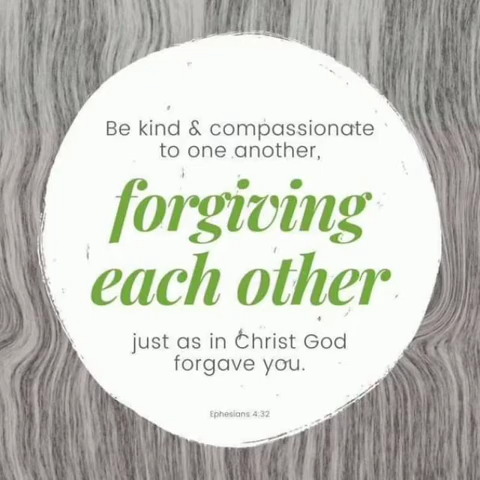 Be kind & compassionate
to one another,
forgiving
each other
just as in Christ God
forgave you.
Ephesians 4:32